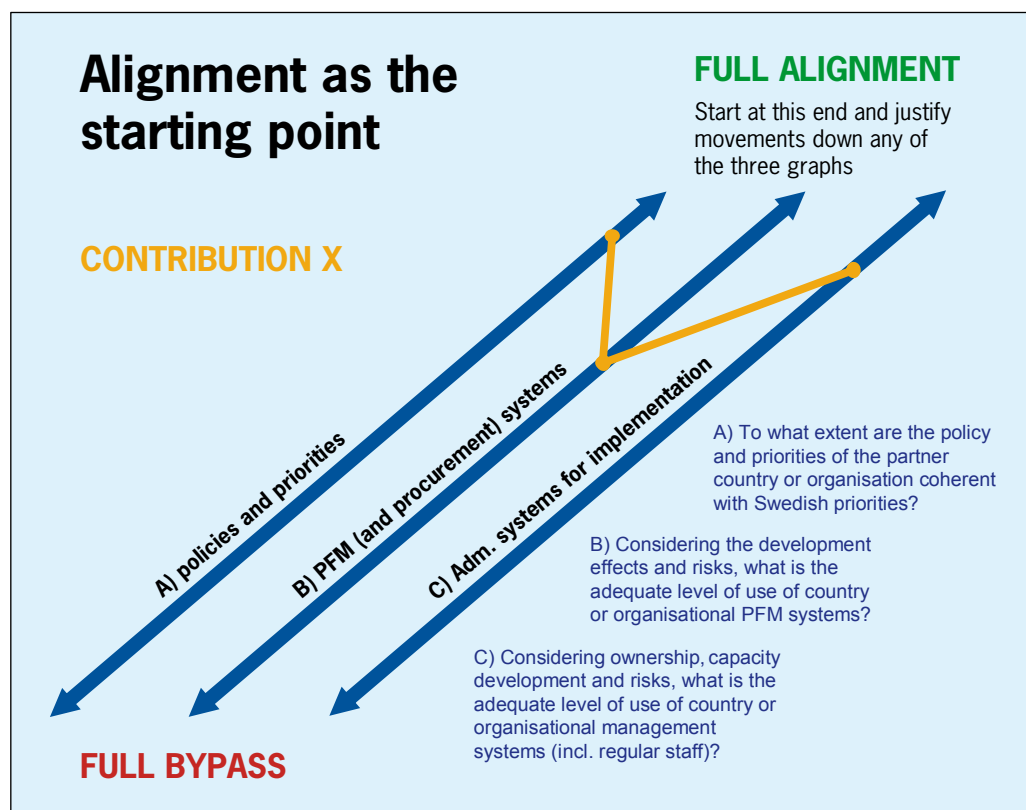 Alignment as the
starting point
FULL ALIGNMENT
Start at this end and justify
movements down any of
the three graphs
CONTRIBUTION X
A) policies and priorities
B) PFM (and procurement) systems
C) Adm. systems for implementation
A) To what extent are the policy
and priorities of the partner
country or organisation coherent
with Swedish priorities?
B) Considering the development
effects and risks, what is the
adequate level of use of country
or organisational PFM systems?
C) Considering ownership, capacity
development and risks, what is the
adequate level of use of country or
organisational management
systems (incl. regular staff)?
FULL BYPASS